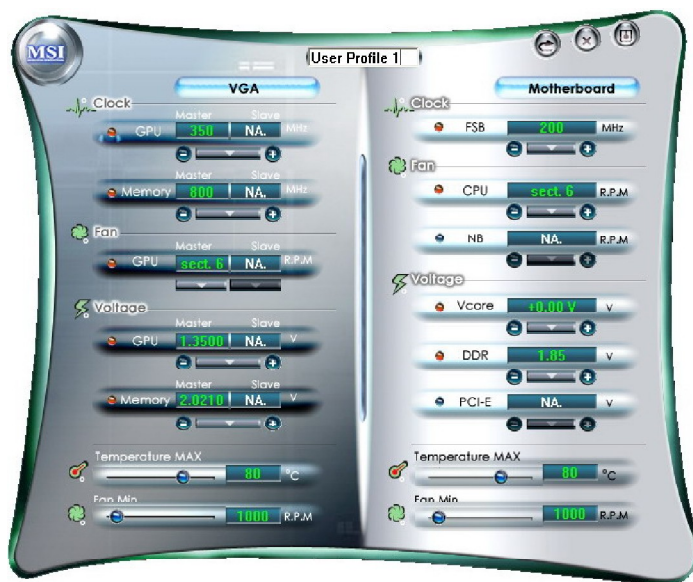 MSI
User Profile 1
VGA
Clock
Master Slave
GPU 350 NA. MHz
Master Slave
Memory 800 NA. MHz
Fan
Master Slave
GPU sect. 6 NA. R.P.M
Voltage
Master Slave
GPU 1.3500 NA. V
Master Slave
Memory 2.0210 NA. V
Temperature MAX
80 °C
Fan Min
1000 R.P.M
Motherboard
Clock
FSB 200 MHz
Fan
CPU sect. 6 R.P.M
NB NA. R.P.M
Voltage
Vcore +0.00 V V
DDR 1.85 V
PCI-E NA. V
Temperature MAX
80 °C
Fan Min
1000 R.P.M